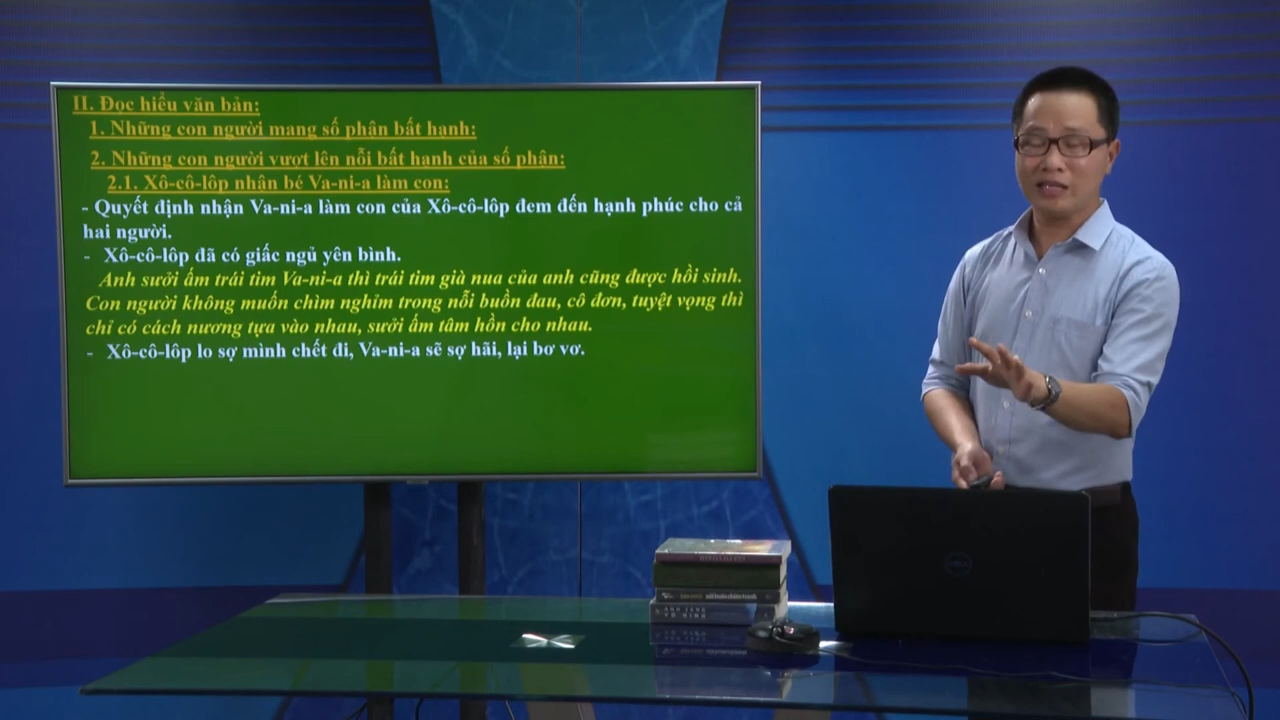 II. Đọc hiểu văn bản:
1. Những con người mang số phận bất hạnh:
2. Những con người vươt lên nỗi bất hạnh của số phận:
2.1. Xô-cô-lôp nhận bé Va-ni-a làm con:
- Quyết định nhận Va-ni-a làm con của Xô-cô-lôp đem đến hạnh phúc cho cả
hai người.
- Xô-cô-lôp đã có giấc ngủ yên bình.
Anh sưởi ấm trái tim Va-ni-a thì trái tim già nua của anh cũng được hồi sinh.
Con người không muốn chìm nghỉm trong nỗi buồn đau, cô đơn, tuyệt vọng thì
chỉ có cách nương tựa vào nhau, sưởi ấm tâm hồn cho nhau.
- Xô-cô-lôp lo sợ mình chết đi, Va-ni-a sẽ sợ hãi, lại bơ vơ.
DELL